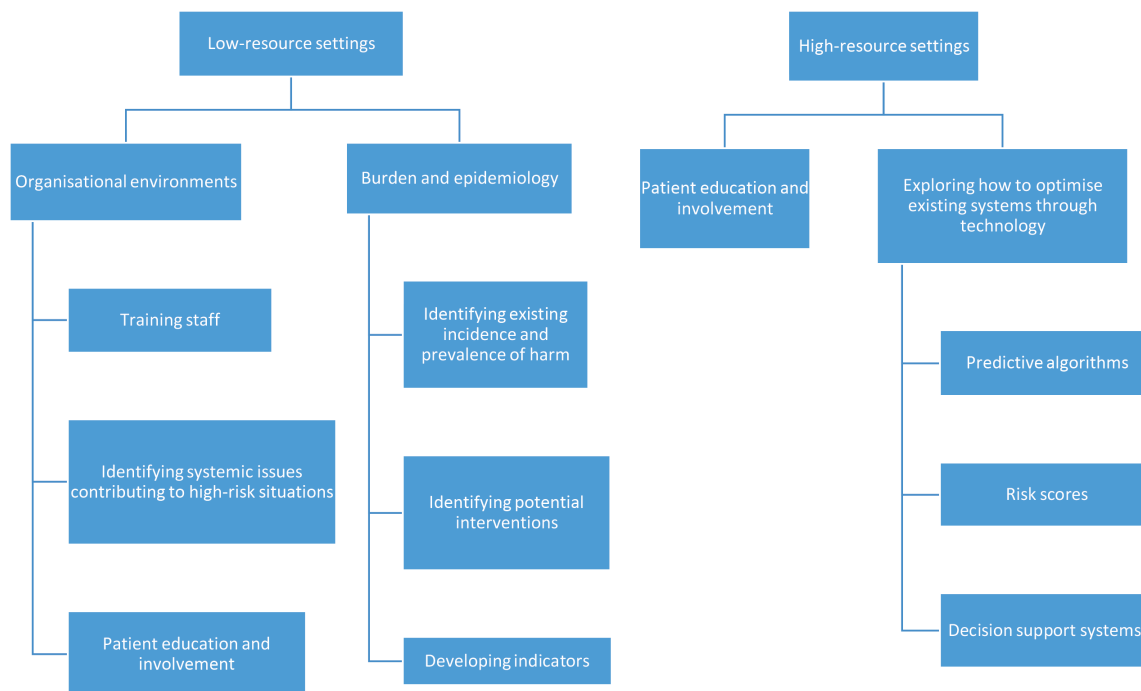 Low-resource settings
Organisational environments
Training staff
Identifying systemic issues
contributing to high-risk situations
Patient education and
involvement
Burden and epidemiology
Identifying existing
incidence and
prevalence of harm
Identifying potential
interventions
Developing indicators
High-resource settings
Patient education and
involvement
Exploring how to optimise
existing systems through
technology
Predictive algorithms
Risk scores
Decision support systems